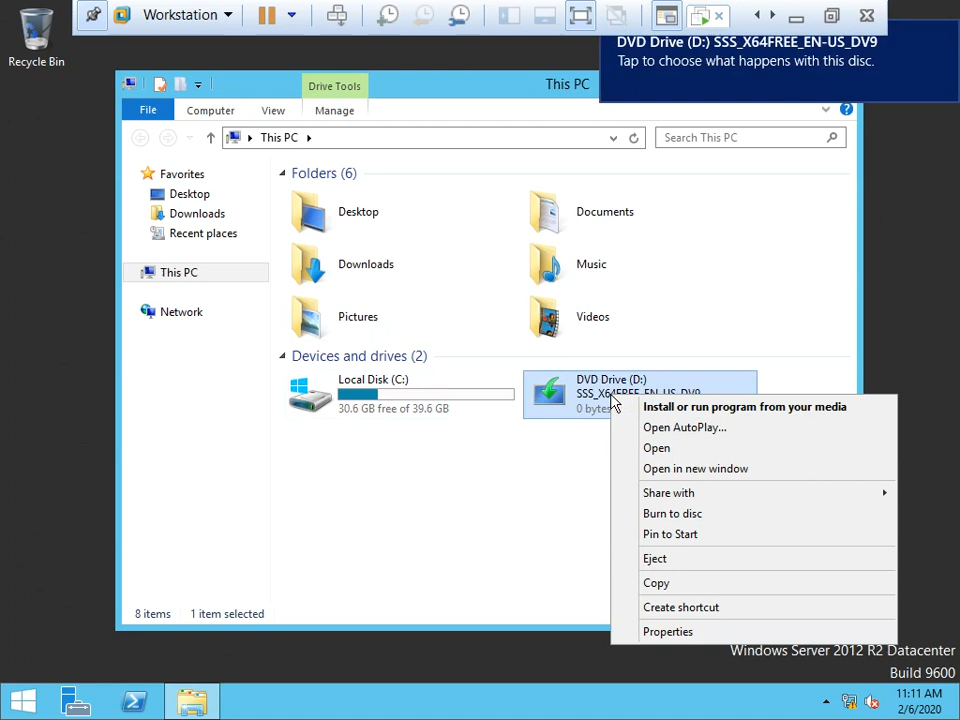 Workstation
DVD Drive (D:) SSS_X64FREE_EN-US_DV9
Tap to choose what happens with this disc.
Recycle Bin
Drive Tools
This PC
File
Computer
View
Manage
This PC
Search This PC
Favorites
Desktop
Downloads
Recent places
This PC
Network
Folders (6)
Desktop
Documents
Downloads
Music
Pictures
Videos
Devices and drives (2)
Local Disk (C:)
30.6 GB free of 39.6 GB
DVD Drive (D:)
SSS_X64FREE_EN-US_DV9
0 bytes
Install or run program from your media
Open AutoPlay...
Open
Open in new window
Share with
Burn to disc
Pin to Start
Eject
Copy
Create shortcut
Properties
8 items
1 item selected
Windows Server 2012 R2 Datacenter
Build 9600
11:11 AM
2/6/2020